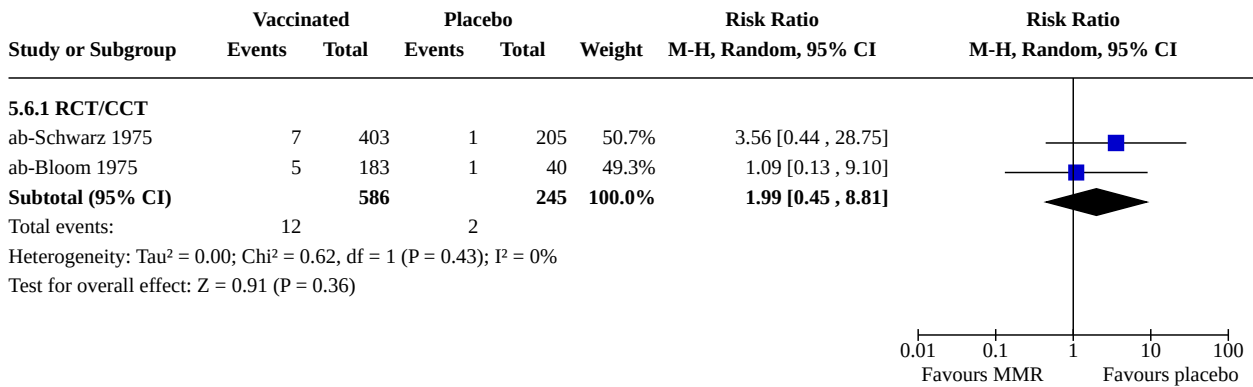 Vaccinated Placebo Risk Ratio Risk Ratio
Study or Subgroup Events Total Events Total Weight M-H, Random, 95% CI M-H, Random, 95% CI
5.6.1 RCT/CCT
ab-Schwarz 1975 7 403 1 205 50.7% 3.56 [0.44 , 28.75]
ab-Bloom 1975 5 183 1 40 49.3% 1.09 [0.13 , 9.10]
Subtotal (95% CI) 586 245 100.0% 1.99 [0.45 , 8.81]
Total events: 12 2
Heterogeneity: Tau² = 0.00; Chi² = 0.62, df = 1 (P = 0.43); I² = 0%
Test for overall effect: Z = 0.91 (P = 0.36)
0.01 0.1 1 10 100
Favours MMR Favours placebo